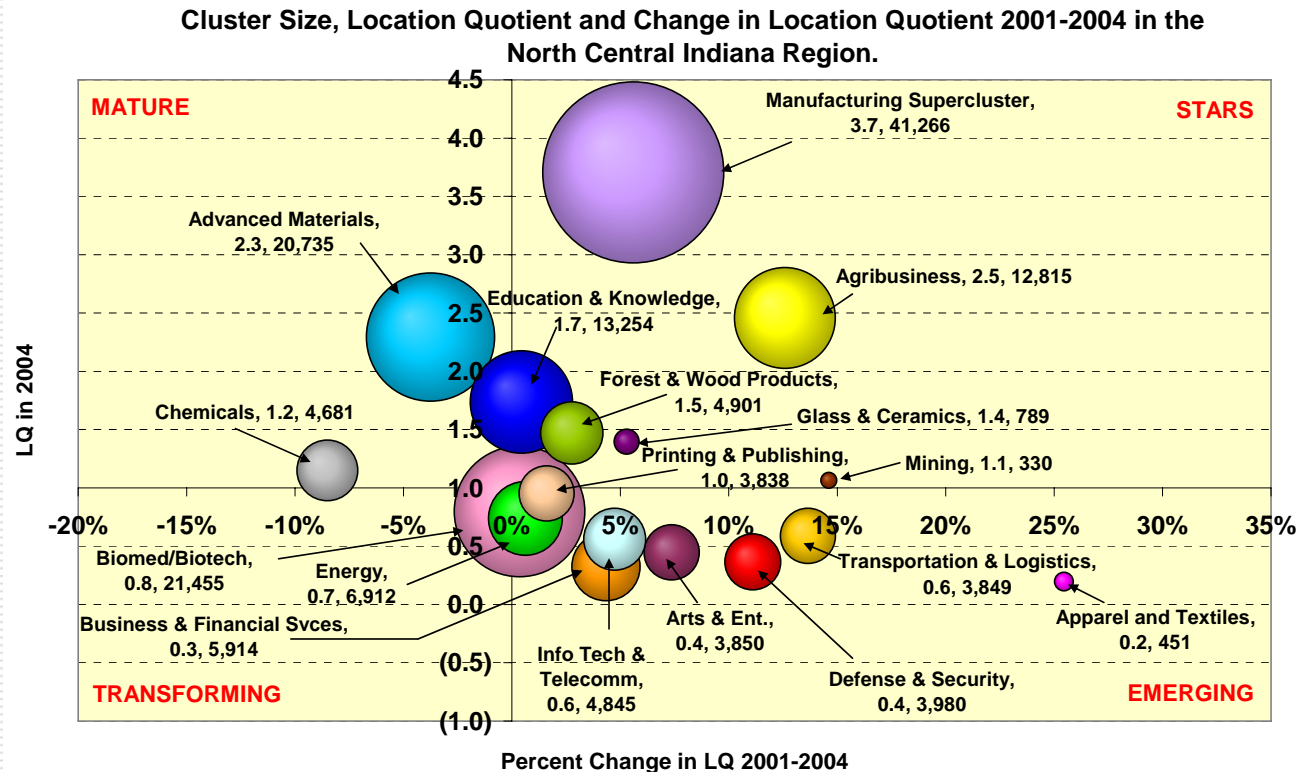 Cluster Size, Location Quotient and Change in Location Quotient 2001-2004 in the
North Central Indiana Region.
MATURE
STARS
4.5
4.0
3.5
3.0
2.5
2.0
1.5
1.0
0.5
0.0
(0.5)
(1.0)
LQ in 2004
Manufacturing Supercluster,
3.7, 41,266
Advanced Materials,
2.3, 20,735
Agribusiness, 2.5, 12,815
Education & Knowledge,
1.7, 13,254
Forest & Wood Products,
1.5, 4,901
Chemicals, 1.2, 4,681
Glass & Ceramics, 1.4, 789
Printing & Publishing,
1.0, 3,838
Mining, 1.1, 330
-20% -15% -10% -5% 0% 5% 10% 15% 20% 25% 30% 35%
Biomed/Biotech,
0.8, 21,455
Energy,
0.7, 6,912
Transportation & Logistics,
0.6, 3,849
Business & Financial Svces,
0.3, 5,914
Arts & Ent.,
0.4, 3,850
Apparel and Textiles,
0.2, 451
Info Tech &
Telecomm,
0.6, 4,845
Defense & Security,
0.4, 3,980
TRANSFORMING
EMERGING
Percent Change in LQ 2001-2004